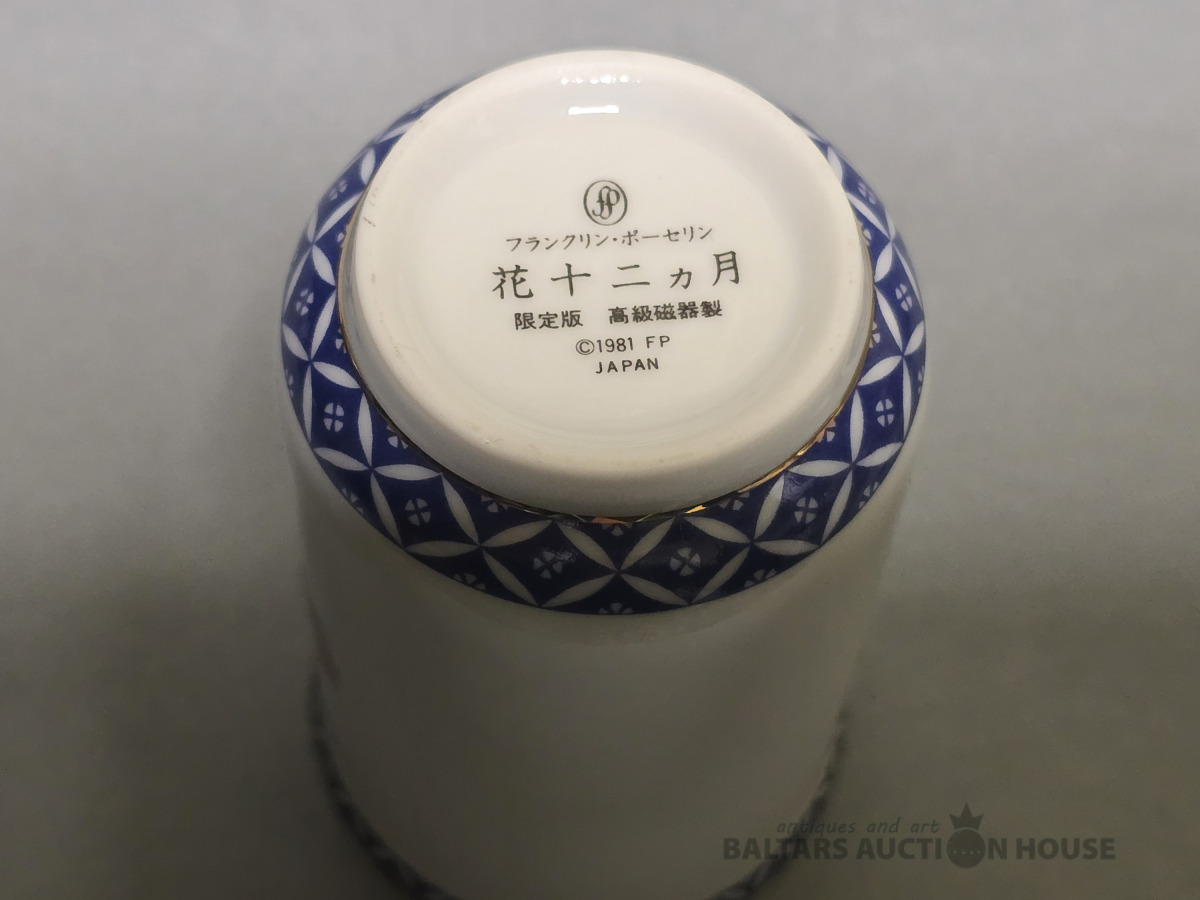 FP
フランクリン・ポーセリン
花十二ヵ月
限定版 高級磁器製
©1981 FP
JAPAN
antiques and art
BALTARS AUCTION HOUSE